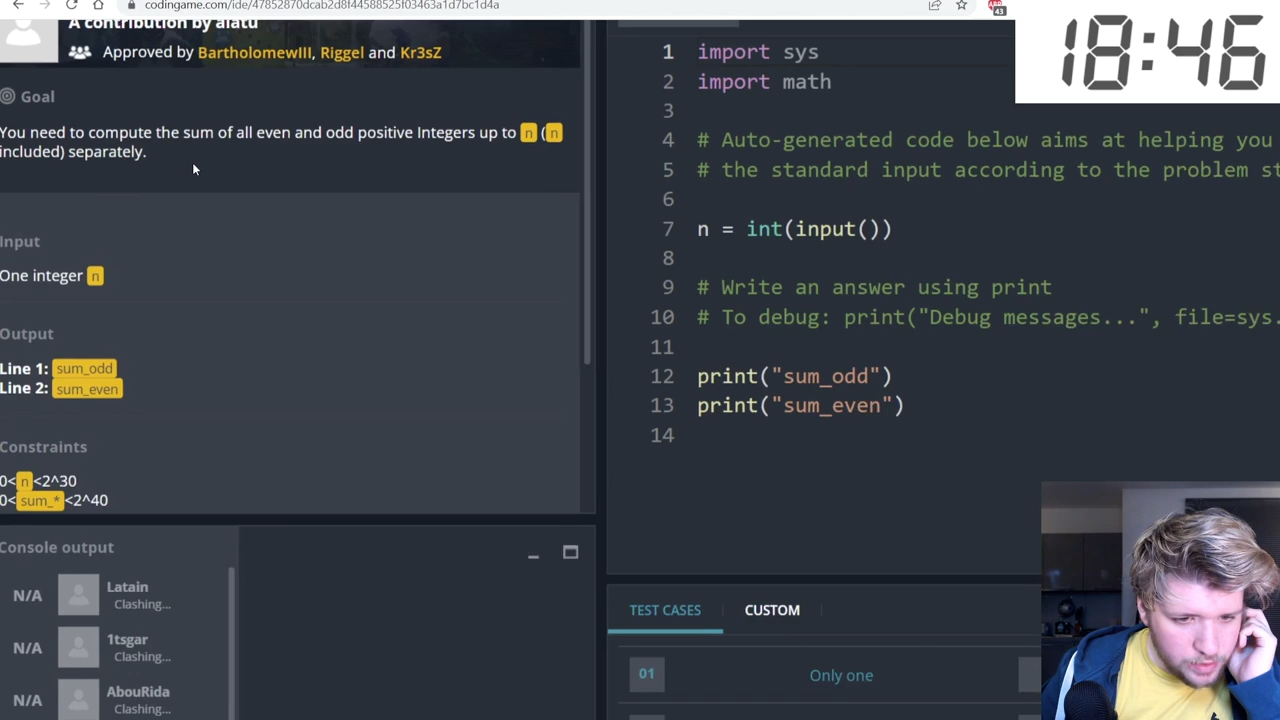 codingame.com/ide/47852870dcab2d8f44588525f03463a1d7bc1d4a
43
A contribution by alatu
Approved by BartholomewIII, Riggel and Kr3sZ
Goal
You need to compute the sum of all even and odd positive Integers up to n (n
included) separately.
Input
One integer n
Output
Line 1: sum_odd
Line 2: sum_even
Constraints
0<n<2^30
0<sum_*<2^40
Console output
N/A
Latain
Clashing...
N/A
1tsgar
Clashing...
N/A
AbouRida
Clashing...
18:46
1 import sys
2 import math
3
4 # Auto-generated code below aims at helping you
5 # the standard input according to the problem st
6
7 n = int(input())
8
9 # Write an answer using print
10 # To debug: print("Debug messages...", file=sys.
11
12 print("sum_odd")
13 print("sum_even")
14
TEST CASES
CUSTOM
01
Only one